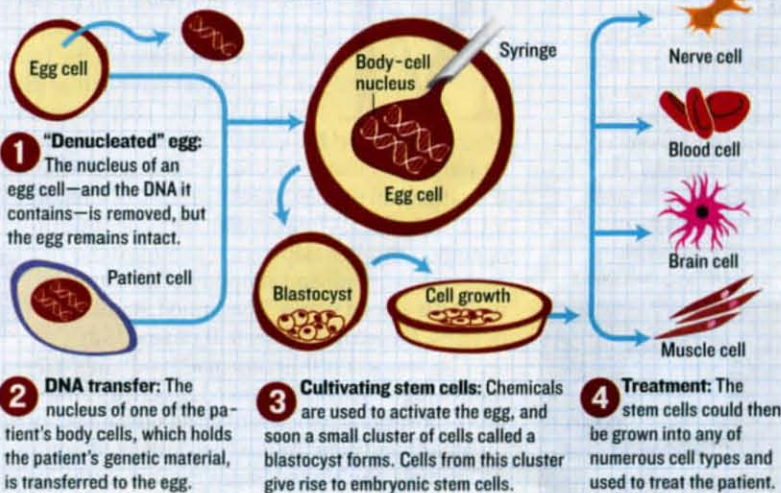 Egg cell
1 "Denucleated" egg:
The nucleus of an
egg cell—and the DNA it
contains—is removed, but
the egg remains intact.
Patient cell
Body-cell
nucleus
Syringe
Egg cell
Blastocyst
Cell growth
Nerve cell
Blood cell
Brain cell
Muscle cell
2 DNA transfer: The
nucleus of one of the pa-
tient's body cells, which holds
the patient's genetic material,
is transferred to the egg.
3 Cultivating stem cells: Chemicals
are used to activate the egg, and
soon a small cluster of cells called a
blastocyst forms. Cells from this cluster
give rise to embryonic stem cells.
4 Treatment: The
stem cells could then
be grown into any of
numerous cell types and
used to treat the patient.